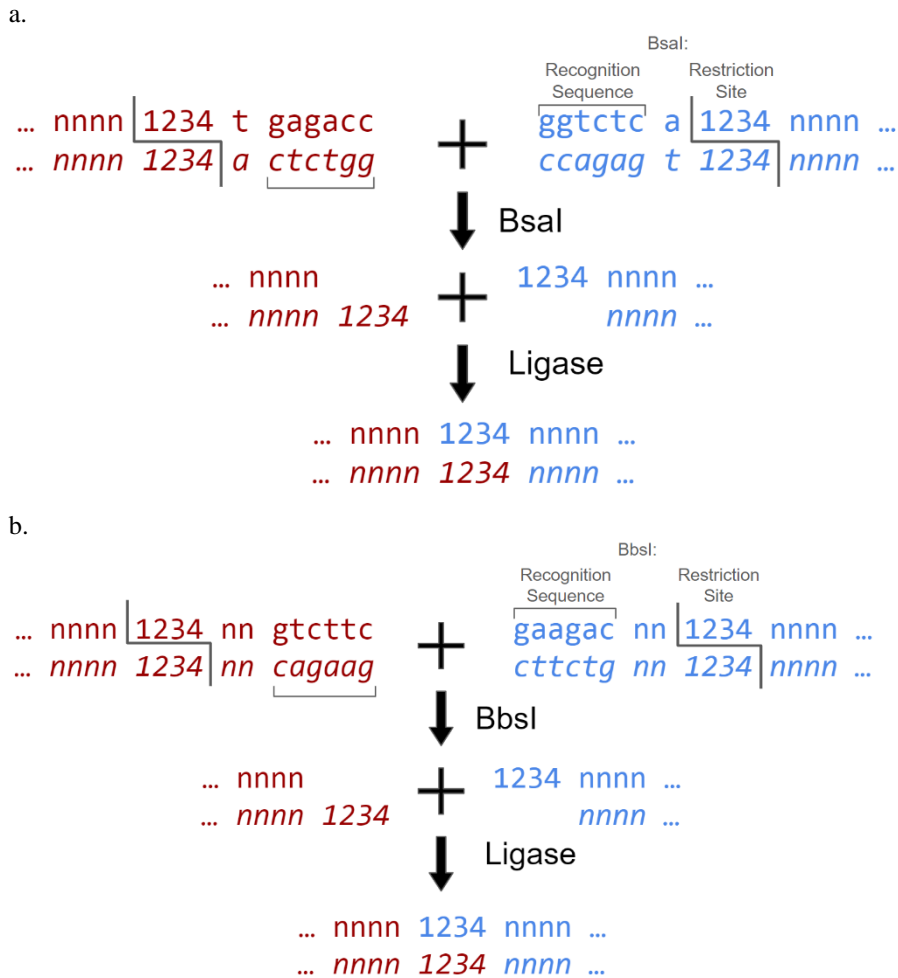 a.
BsaI:
Recognition Sequence Restriction Site
... nnnn 1234 t gagacc + ggtctc a 1234 nnnn ...
... nnnn 1234 a ctctgg ccagag t 1234 nnnn ...
BsaI
... nnnn + 1234 nnnn ...
... nnnn 1234 nnnn ...
Ligase
... nnnn 1234 nnnn ...
... nnnn 1234 nnnn ...
b.
BbsI:
Recognition Sequence Restriction Site
... nnnn 1234 nn gtcttc + gaagac nn 1234 nnnn ...
... nnnn 1234 nn cagaag cttctg nn 1234 nnnn ...
BbsI
... nnnn + 1234 nnnn ...
... nnnn 1234 nnnn ...
Ligase
... nnnn 1234 nnnn ...
... nnnn 1234 nnnn ...